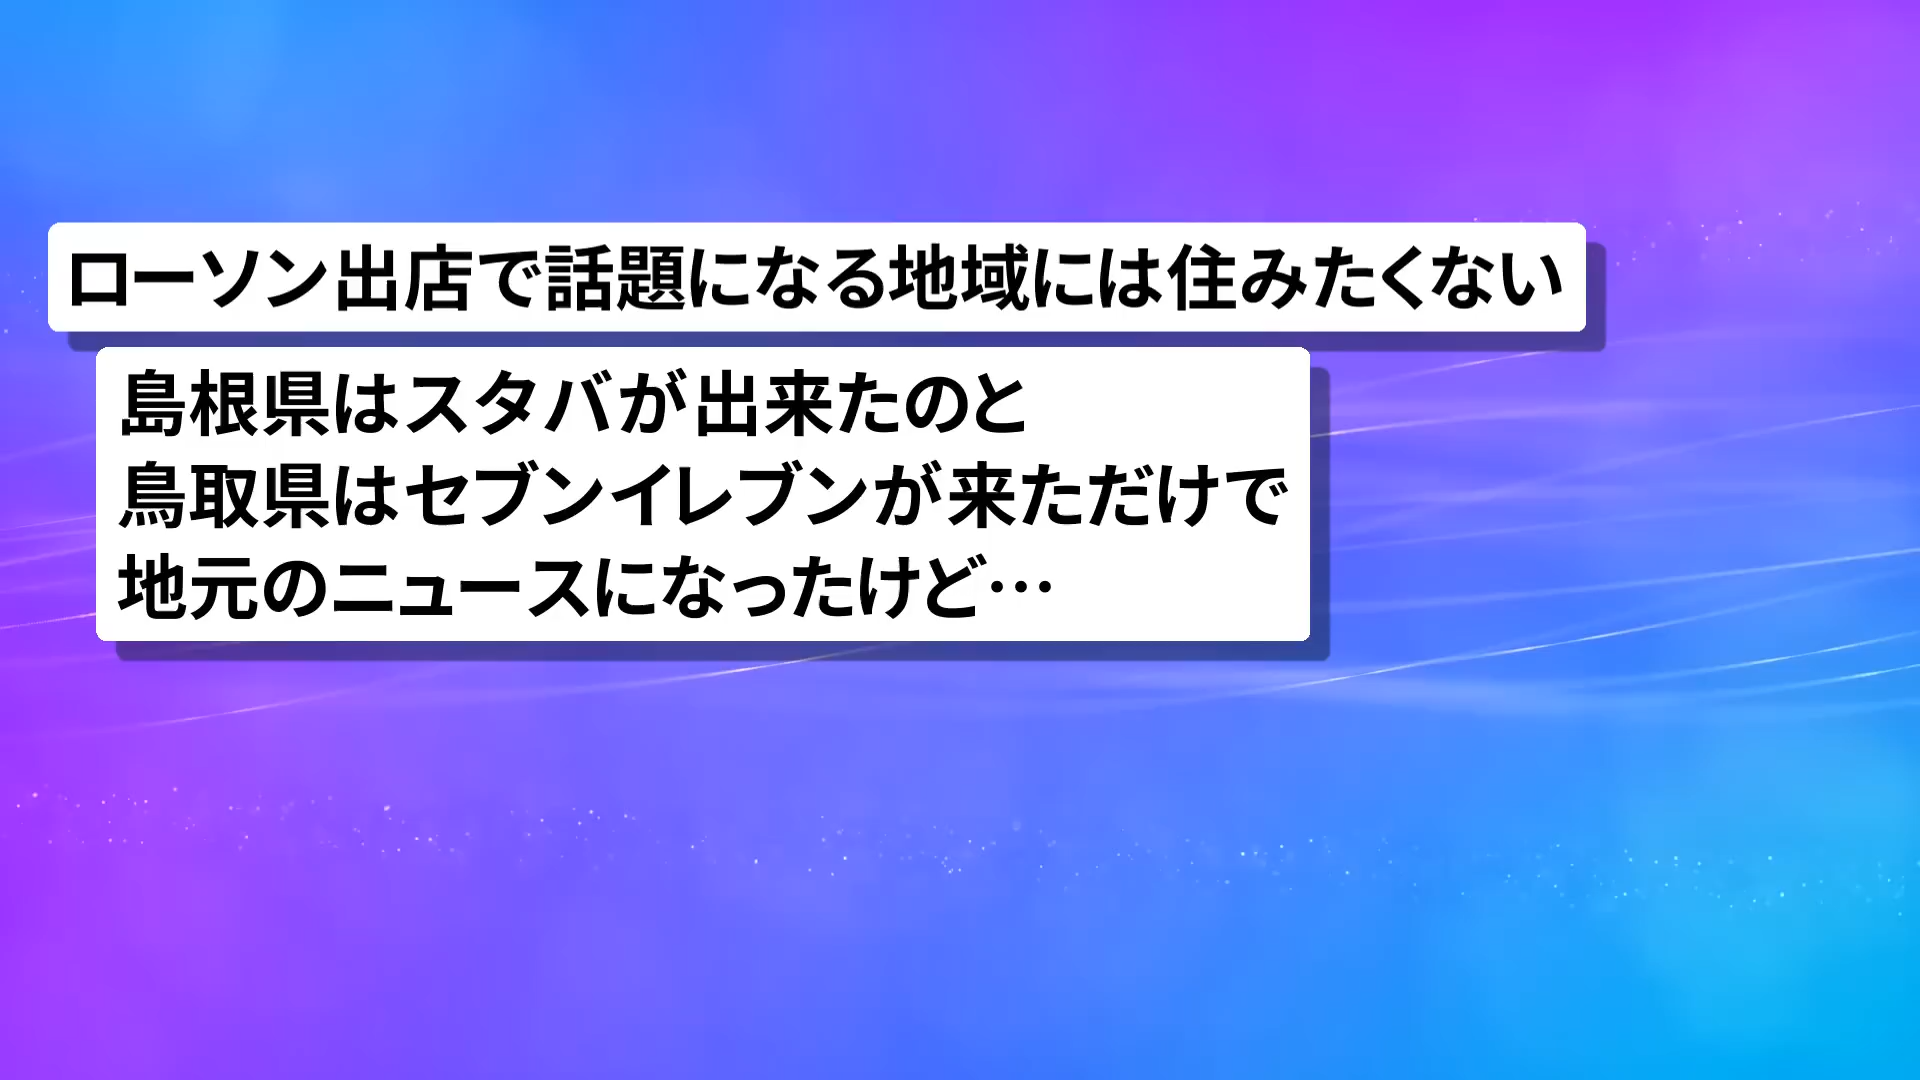 ローソン出店で話題になる地域には住みたくない
島根県はスタバが出来たのと
鳥取県はセブンイレブンが来ただけで
地元のニュースになったけど…